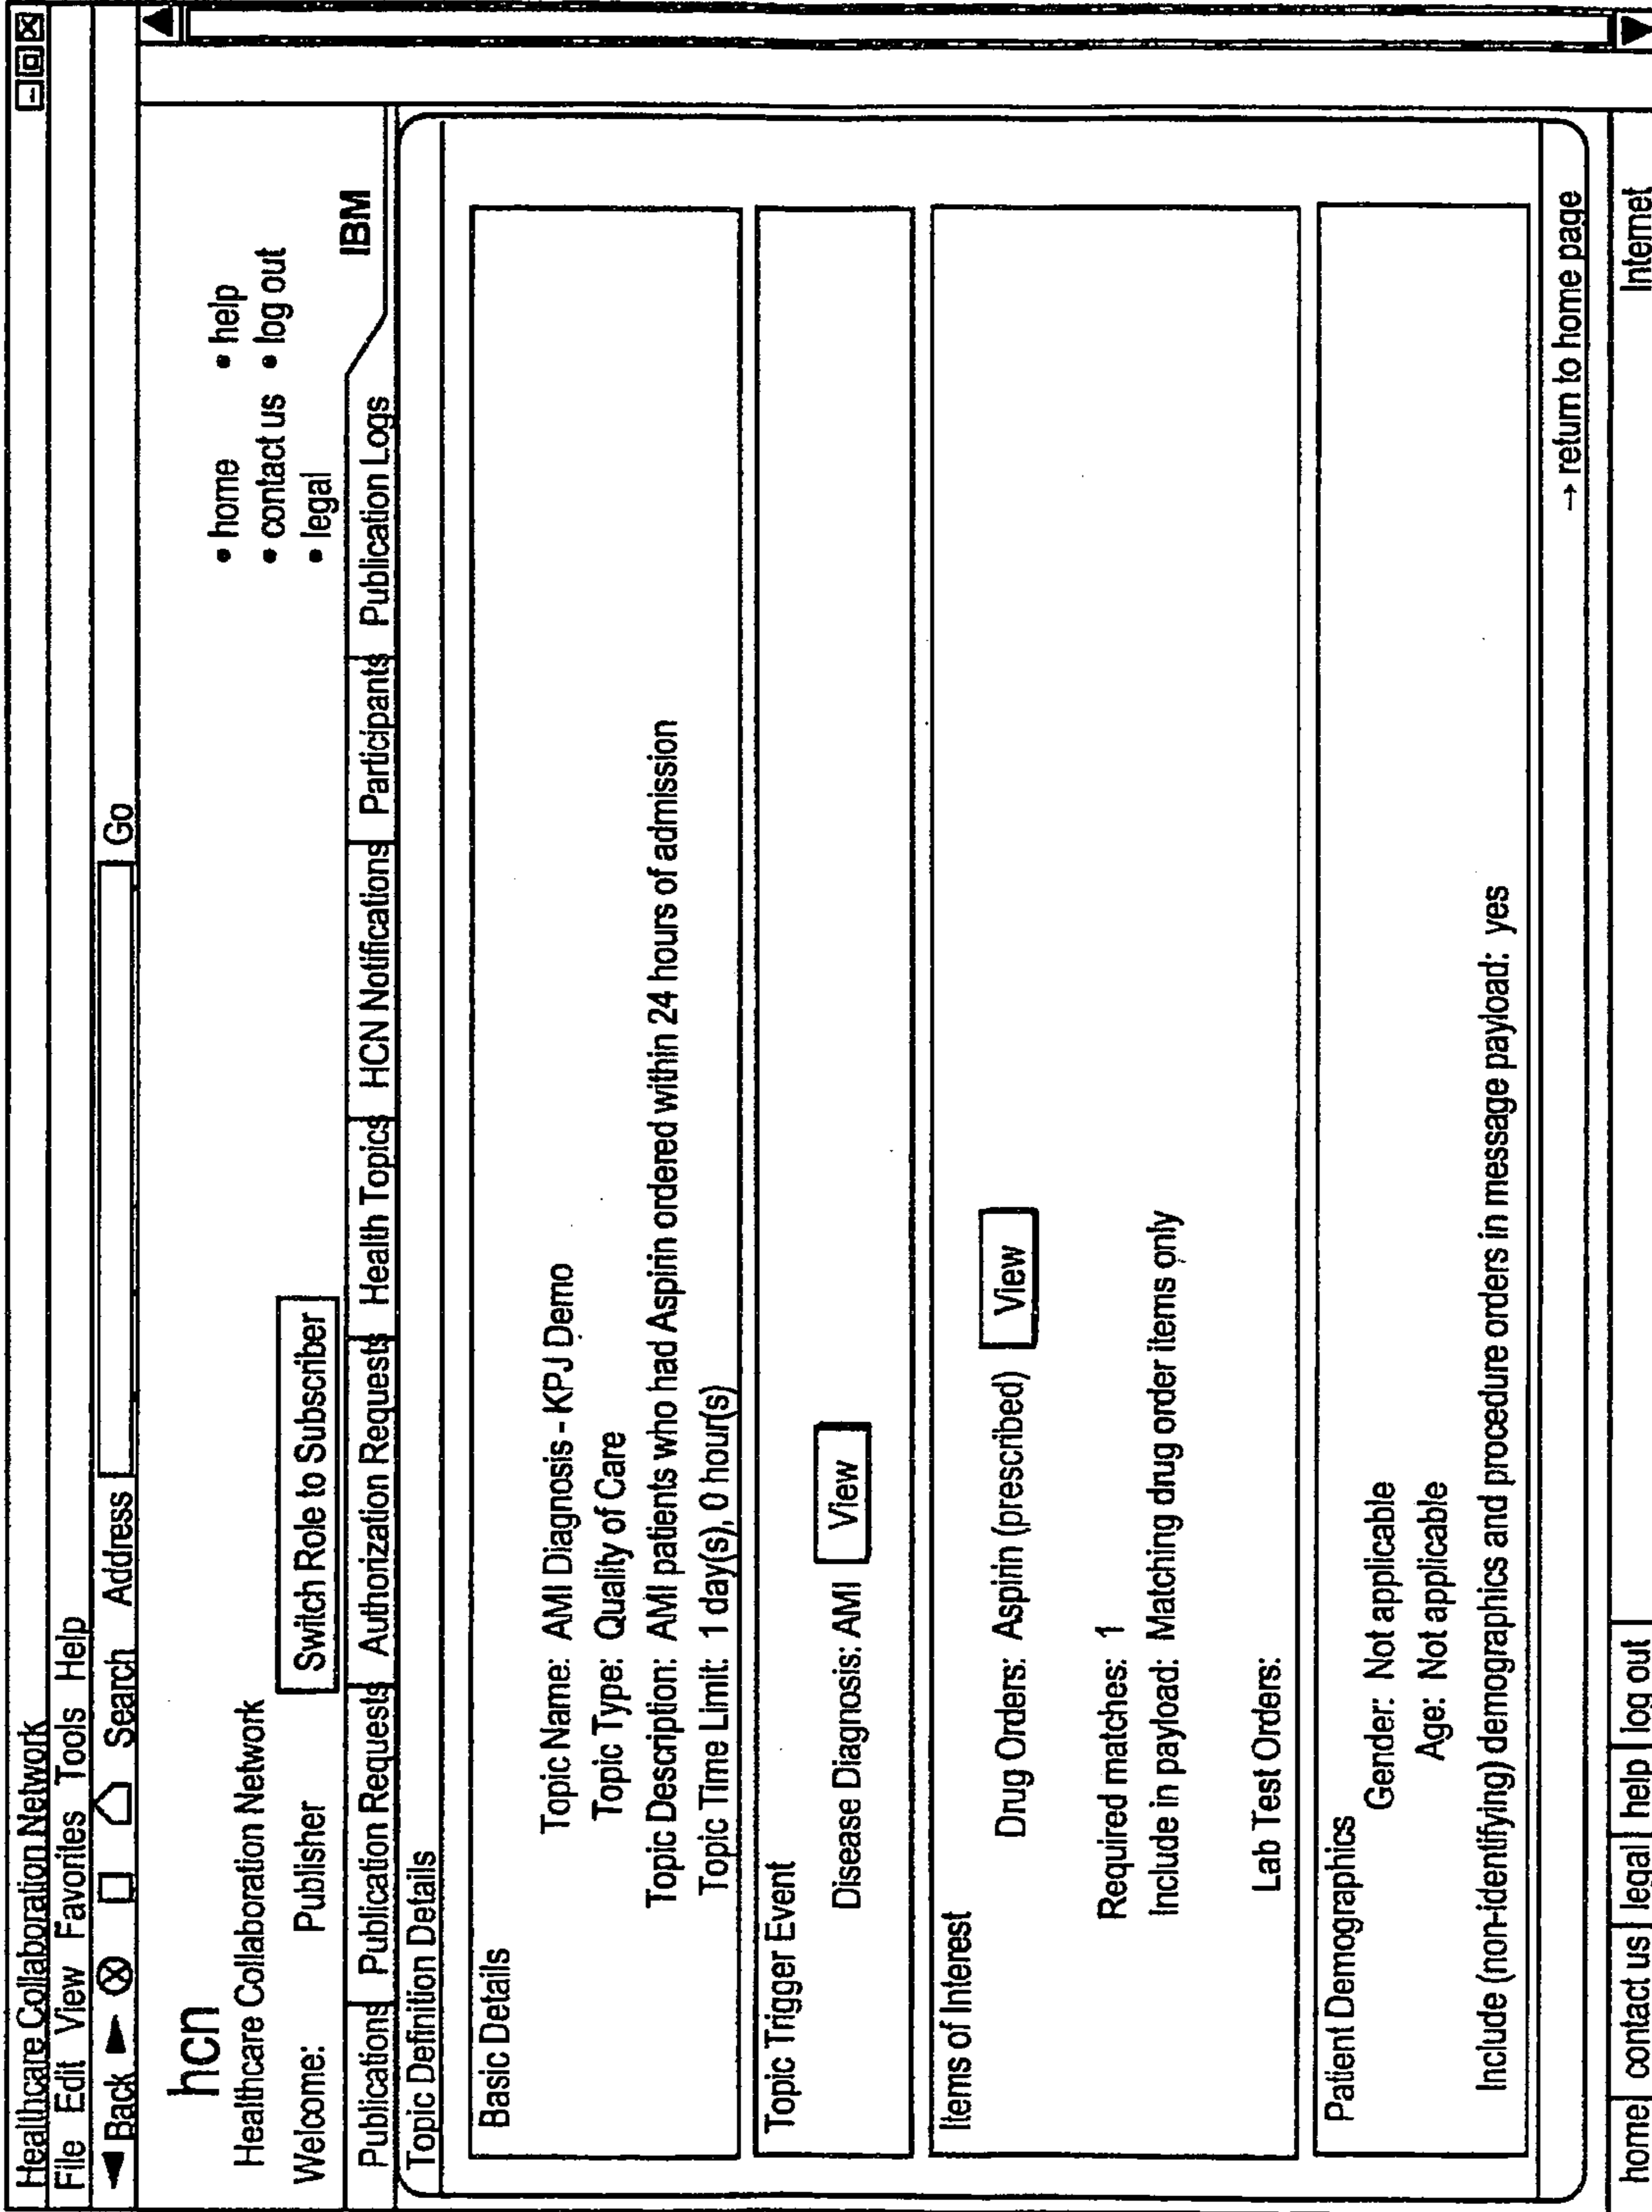 Healthcare Collaboration Network
File Edit View Favorites Tools Help
Back Search Address Go
hcn
Healthcare Collaboration Network
• home • help
• contact us • log out
• legal
Welcome: Publisher Switch Role to Subscriber
IBM
Publications Publication Requests Authorization Requests Health Topics HCN Notifications Participants Publication Logs
Topic Definition Details
Basic Details
Topic Name: AMI Diagnosis - KPJ Demo
Topic Type: Quality of Care
Topic Description: AMI patients who had Aspirin ordered within 24 hours of admission
Topic Time Limit: 1 day(s), 0 hour(s)
Topic Trigger Event
Disease Diagnosis: AMI View
Items of Interest
Drug Orders: Aspirin (prescribed) View
Required matches: 1
Include in payload: Matching drug order items only
Lab Test Orders:
Patient Demographics
Gender: Not applicable
Age: Not applicable
Include (non-identifying) demographics and procedure orders in message payload: yes
→ return to home page
home contact us legal help log out
Internet